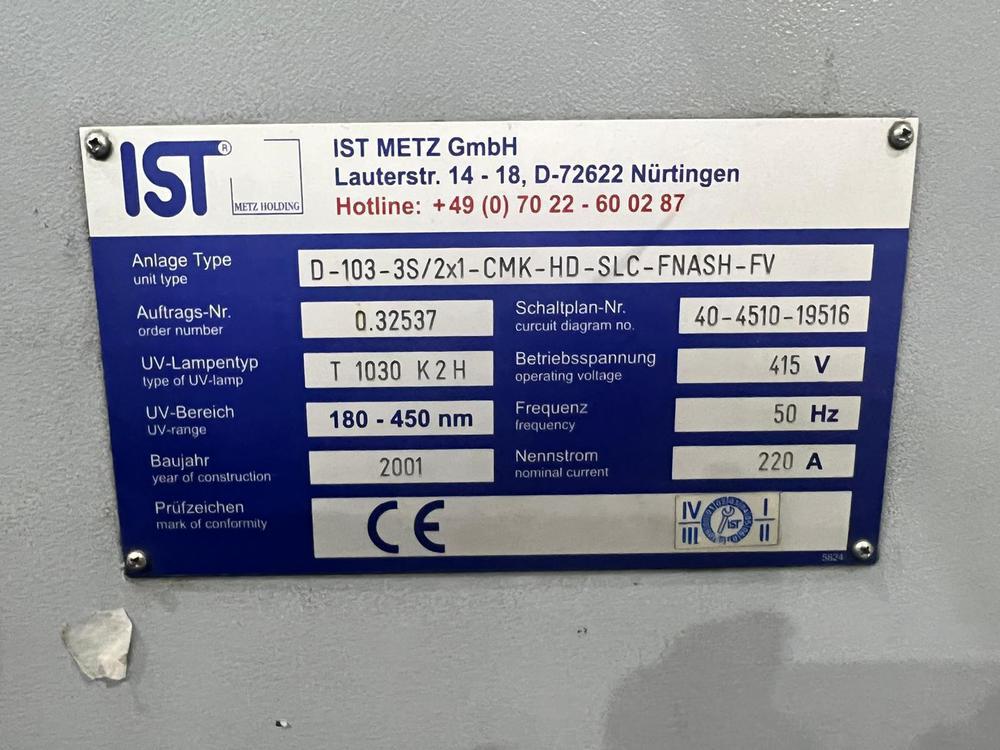 IST®
METZ HOLDING
IST METZ GmbH
Lauterstr. 14 - 18, D-72622 Nürtingen
Hotline: +49 (0) 70 22 - 60 02 87
Anlage Type
unit type
D-103-3S/2x1-CMK-HD-SLC-FNASH-FV
Auftrags-Nr.
order number
0.32537
Schaltplan-Nr.
curcuit diagram no.
40-4510-19516
UV-Lampentyp
type of UV-lamp
T 1030 K2H
Betriebsspannung
operating voltage
415 V
UV-Bereich
UV-range
180 - 450 nm
Frequenz
frequency
50 Hz
Baujahr
year of construction
2001
Nennstrom
nominal current
220 A
Prüfzeichen
mark of conformity
CE
IV I
IST
III II
5824